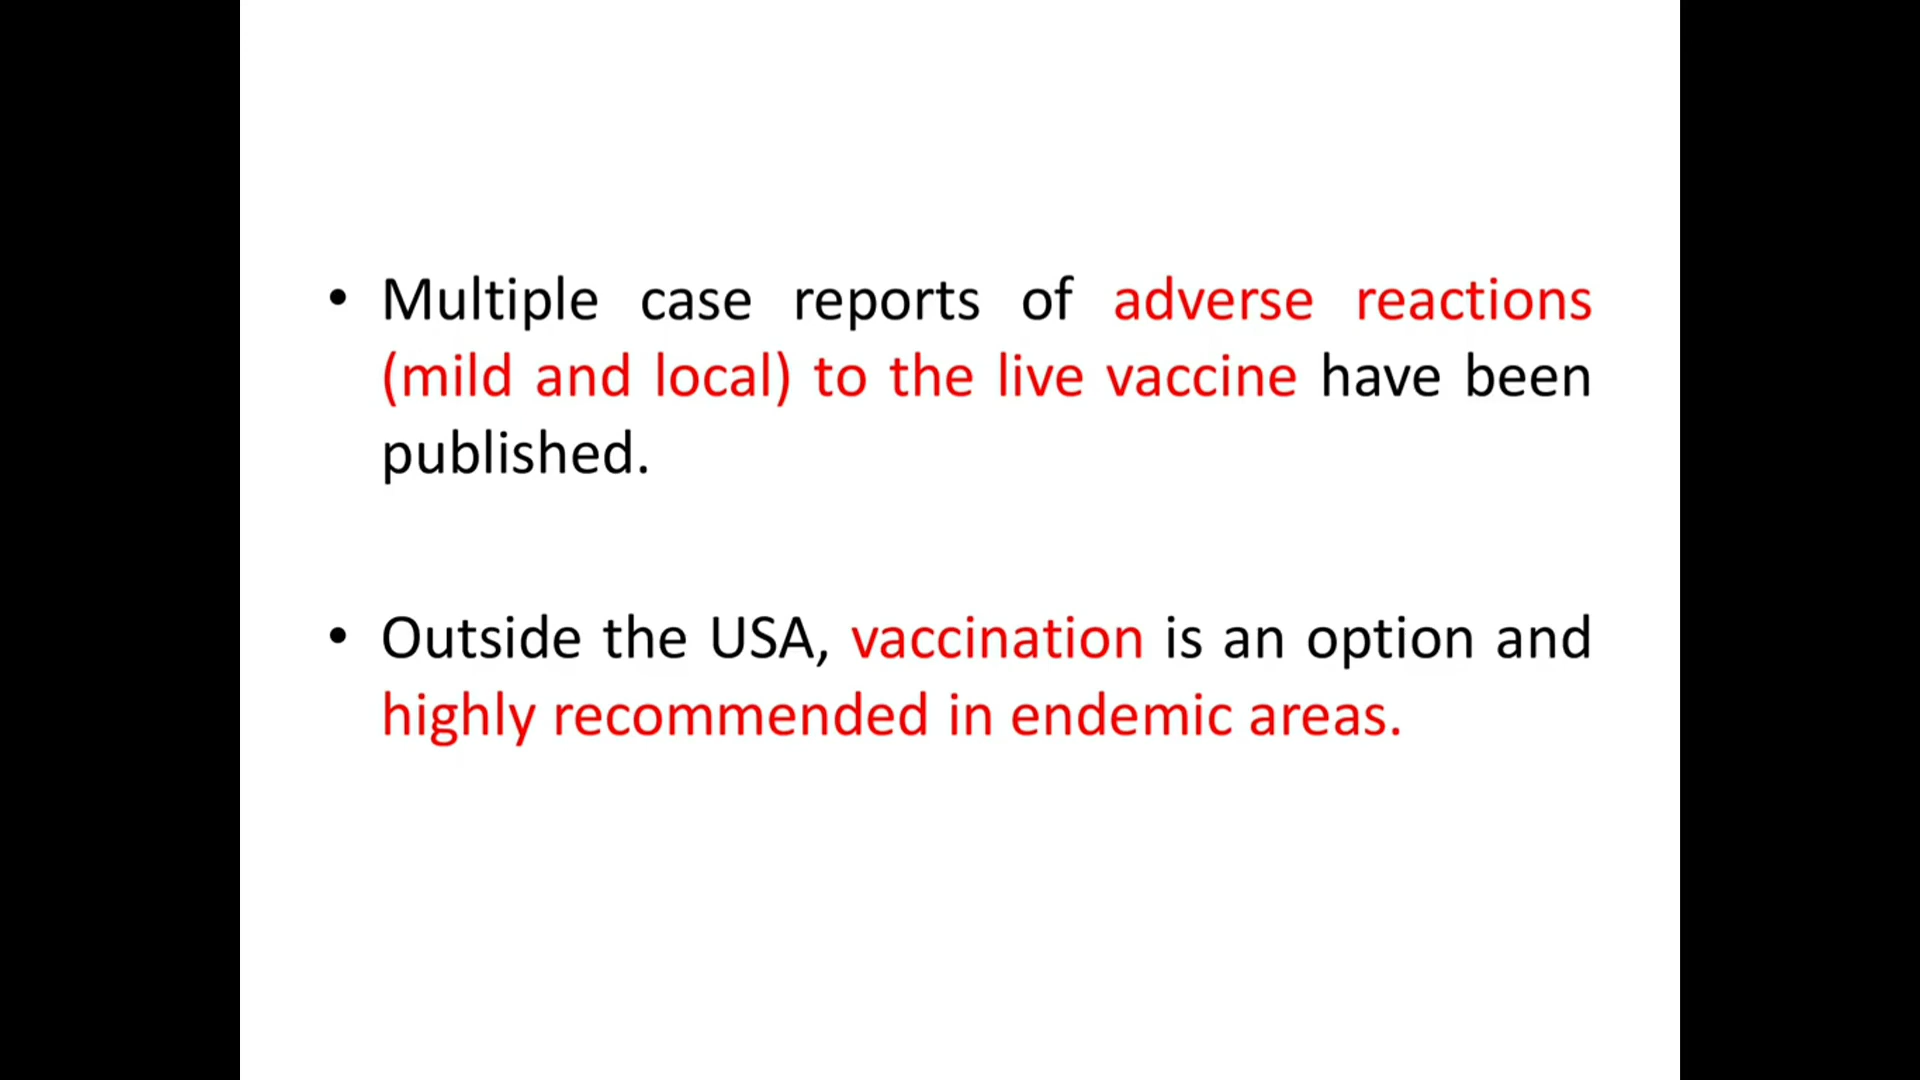 • Multiple case reports of adverse reactions
(mild and local) to the live vaccine have been
published.
• Outside the USA, vaccination is an option and
highly recommended in endemic areas.